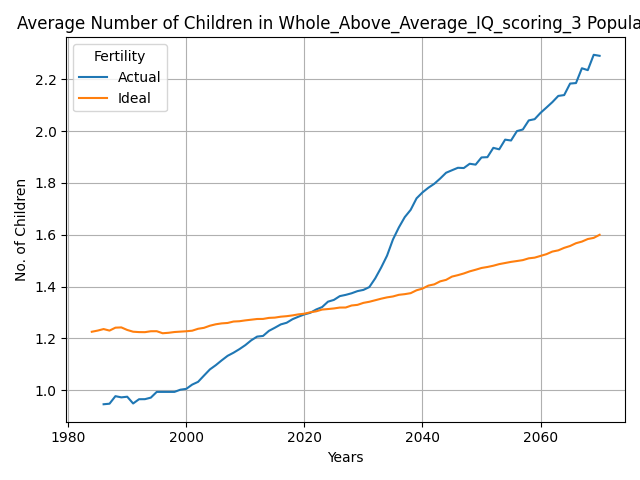 Average Number of Children in Whole_Above_Average_IQ_scoring_3 Popula
Fertility
Actual
Ideal
2.2
2.0
1.8
1.6
1.4
1.2
1.0
No. of Children
1980 2000 2020 2040 2060
Years